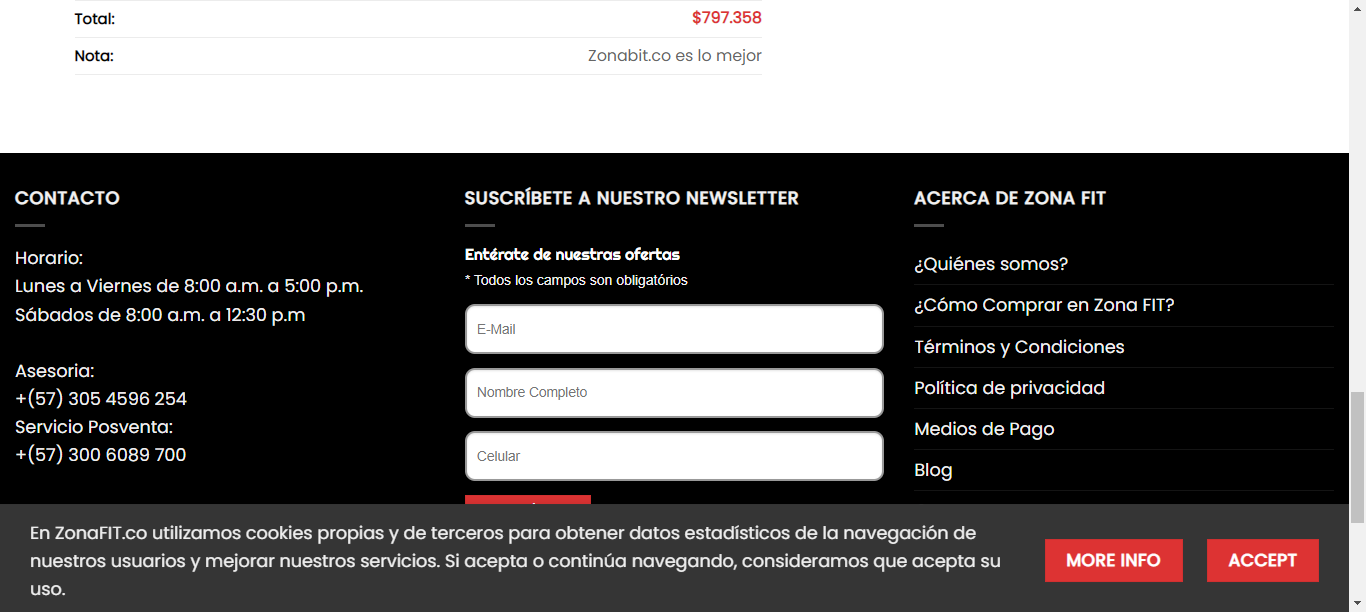 Total: $797.358
Nota: Zonabit.co es lo mejor
CONTACTO
Horario:
Lunes a Viernes de 8:00 a.m. a 5:00 p.m.
Sábados de 8:00 a.m. a 12:30 p.m
Asesoria:
+(57) 305 4596 254
Servicio Posventa:
+(57) 300 6089 700
SUSCRÍBETE A NUESTRO NEWSLETTER
Entérate de nuestras ofertas
* Todos los campos son obligatórios
E-Mail
Nombre Completo
Celular
ACERCA DE ZONA FIT
¿Quiénes somos?
¿Cómo Comprar en Zona FIT?
Términos y Condiciones
Política de privacidad
Medios de Pago
Blog
En ZonaFIT.co utilizamos cookies propias y de terceros para obtener datos estadísticos de la navegación de
nuestros usuarios y mejorar nuestros servicios. Si acepta o continúa navegando, consideramos que acepta su
uso.
MORE INFO
ACCEPT